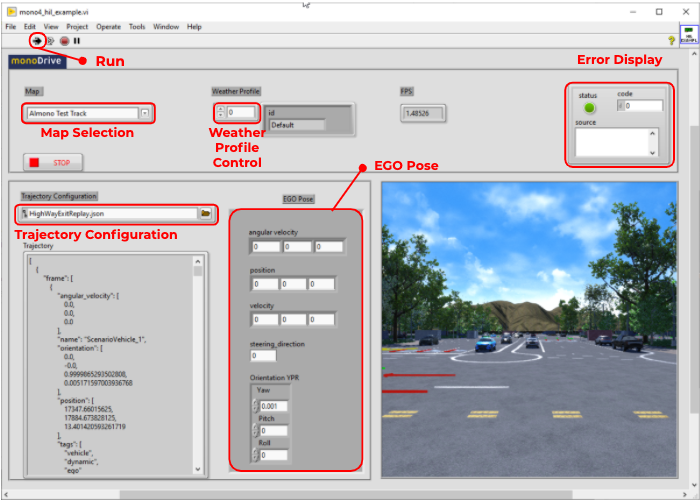 mono4_hil_example.vi
File Edit View Project Operate Tools Window Help
Run
Error Display
monoDrive
Map
Weather Profile
FPS
status
code
Almono Test Track
0
id
Default
1.48526
0
source
Map Selection
Weather
Profile
Control
STOP
EGO Pose
Trajectory Configuration
EGO Pose
HighWayExitReplay.json
Trajectory Configuration
Trajectory
angular velocity
0 0 0
position
0 0 0
velocity
0 0 0
steering_direction
0
Orientation YPR
Yaw
0.001
Pitch
0
Roll
0
[
{
"frame": [
{
"angular_velocity": [
0.0,
0.0,
0.0
],
"name": "ScenarioVehicle_1",
"orientation": [
0.0,
-0.0,
0.9999865293502808,
0.005171597003936768
],
"position": [
17347.66015625,
17884.673828125,
13.401420593261719
],
"tags": [
"vehicle",
"dynamic",
"ego"